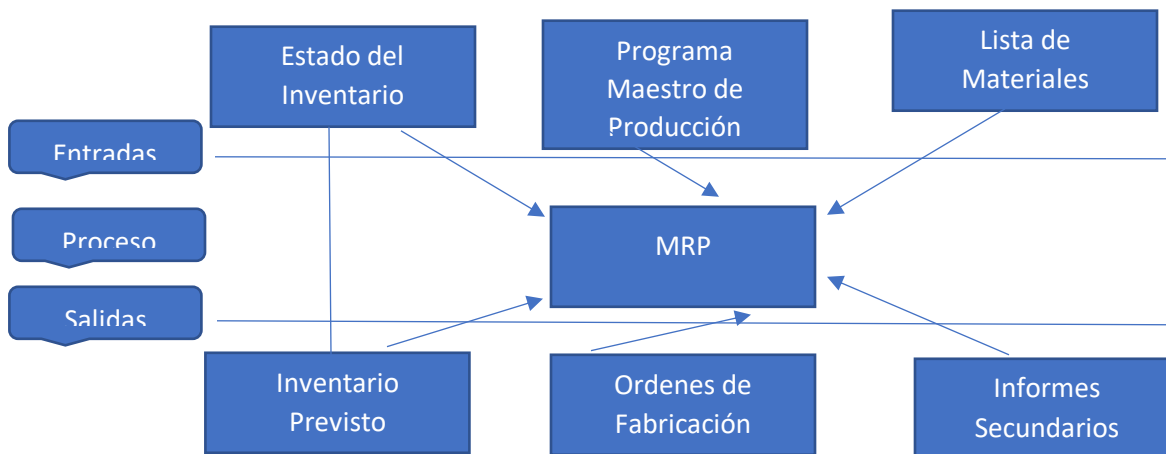 Estado del
Inventario
Programa
Maestro de
Producción
Lista de
Materiales
Entradas
Proceso
MRP
Salidas
Inventario
Previsto
Ordenes de
Fabricación
Informes
Secundarios